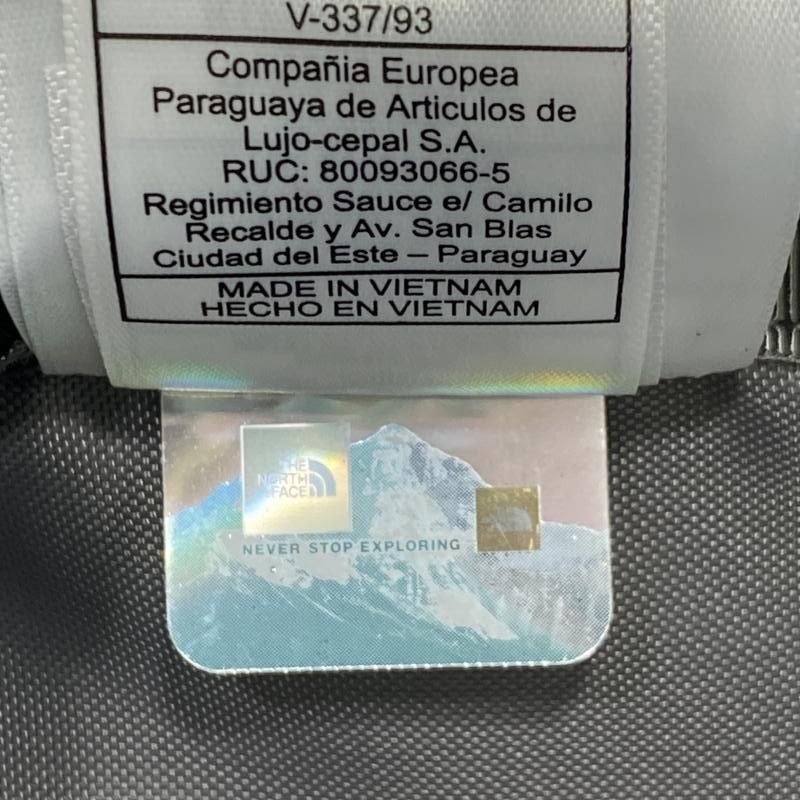 V-337/93
Compañia Europea
Paraguaya de Articulos de
Lujo-cepal S.A.
RUC: 80093066-5
Regimiento Sauce e/ Camilo
Recalde y Av. San Blas
Ciudad del Este – Paraguay
MADE IN VIETNAM
HECHO EN VIETNAM
THE
NORTH
FACE
NEVER STOP EXPLORING